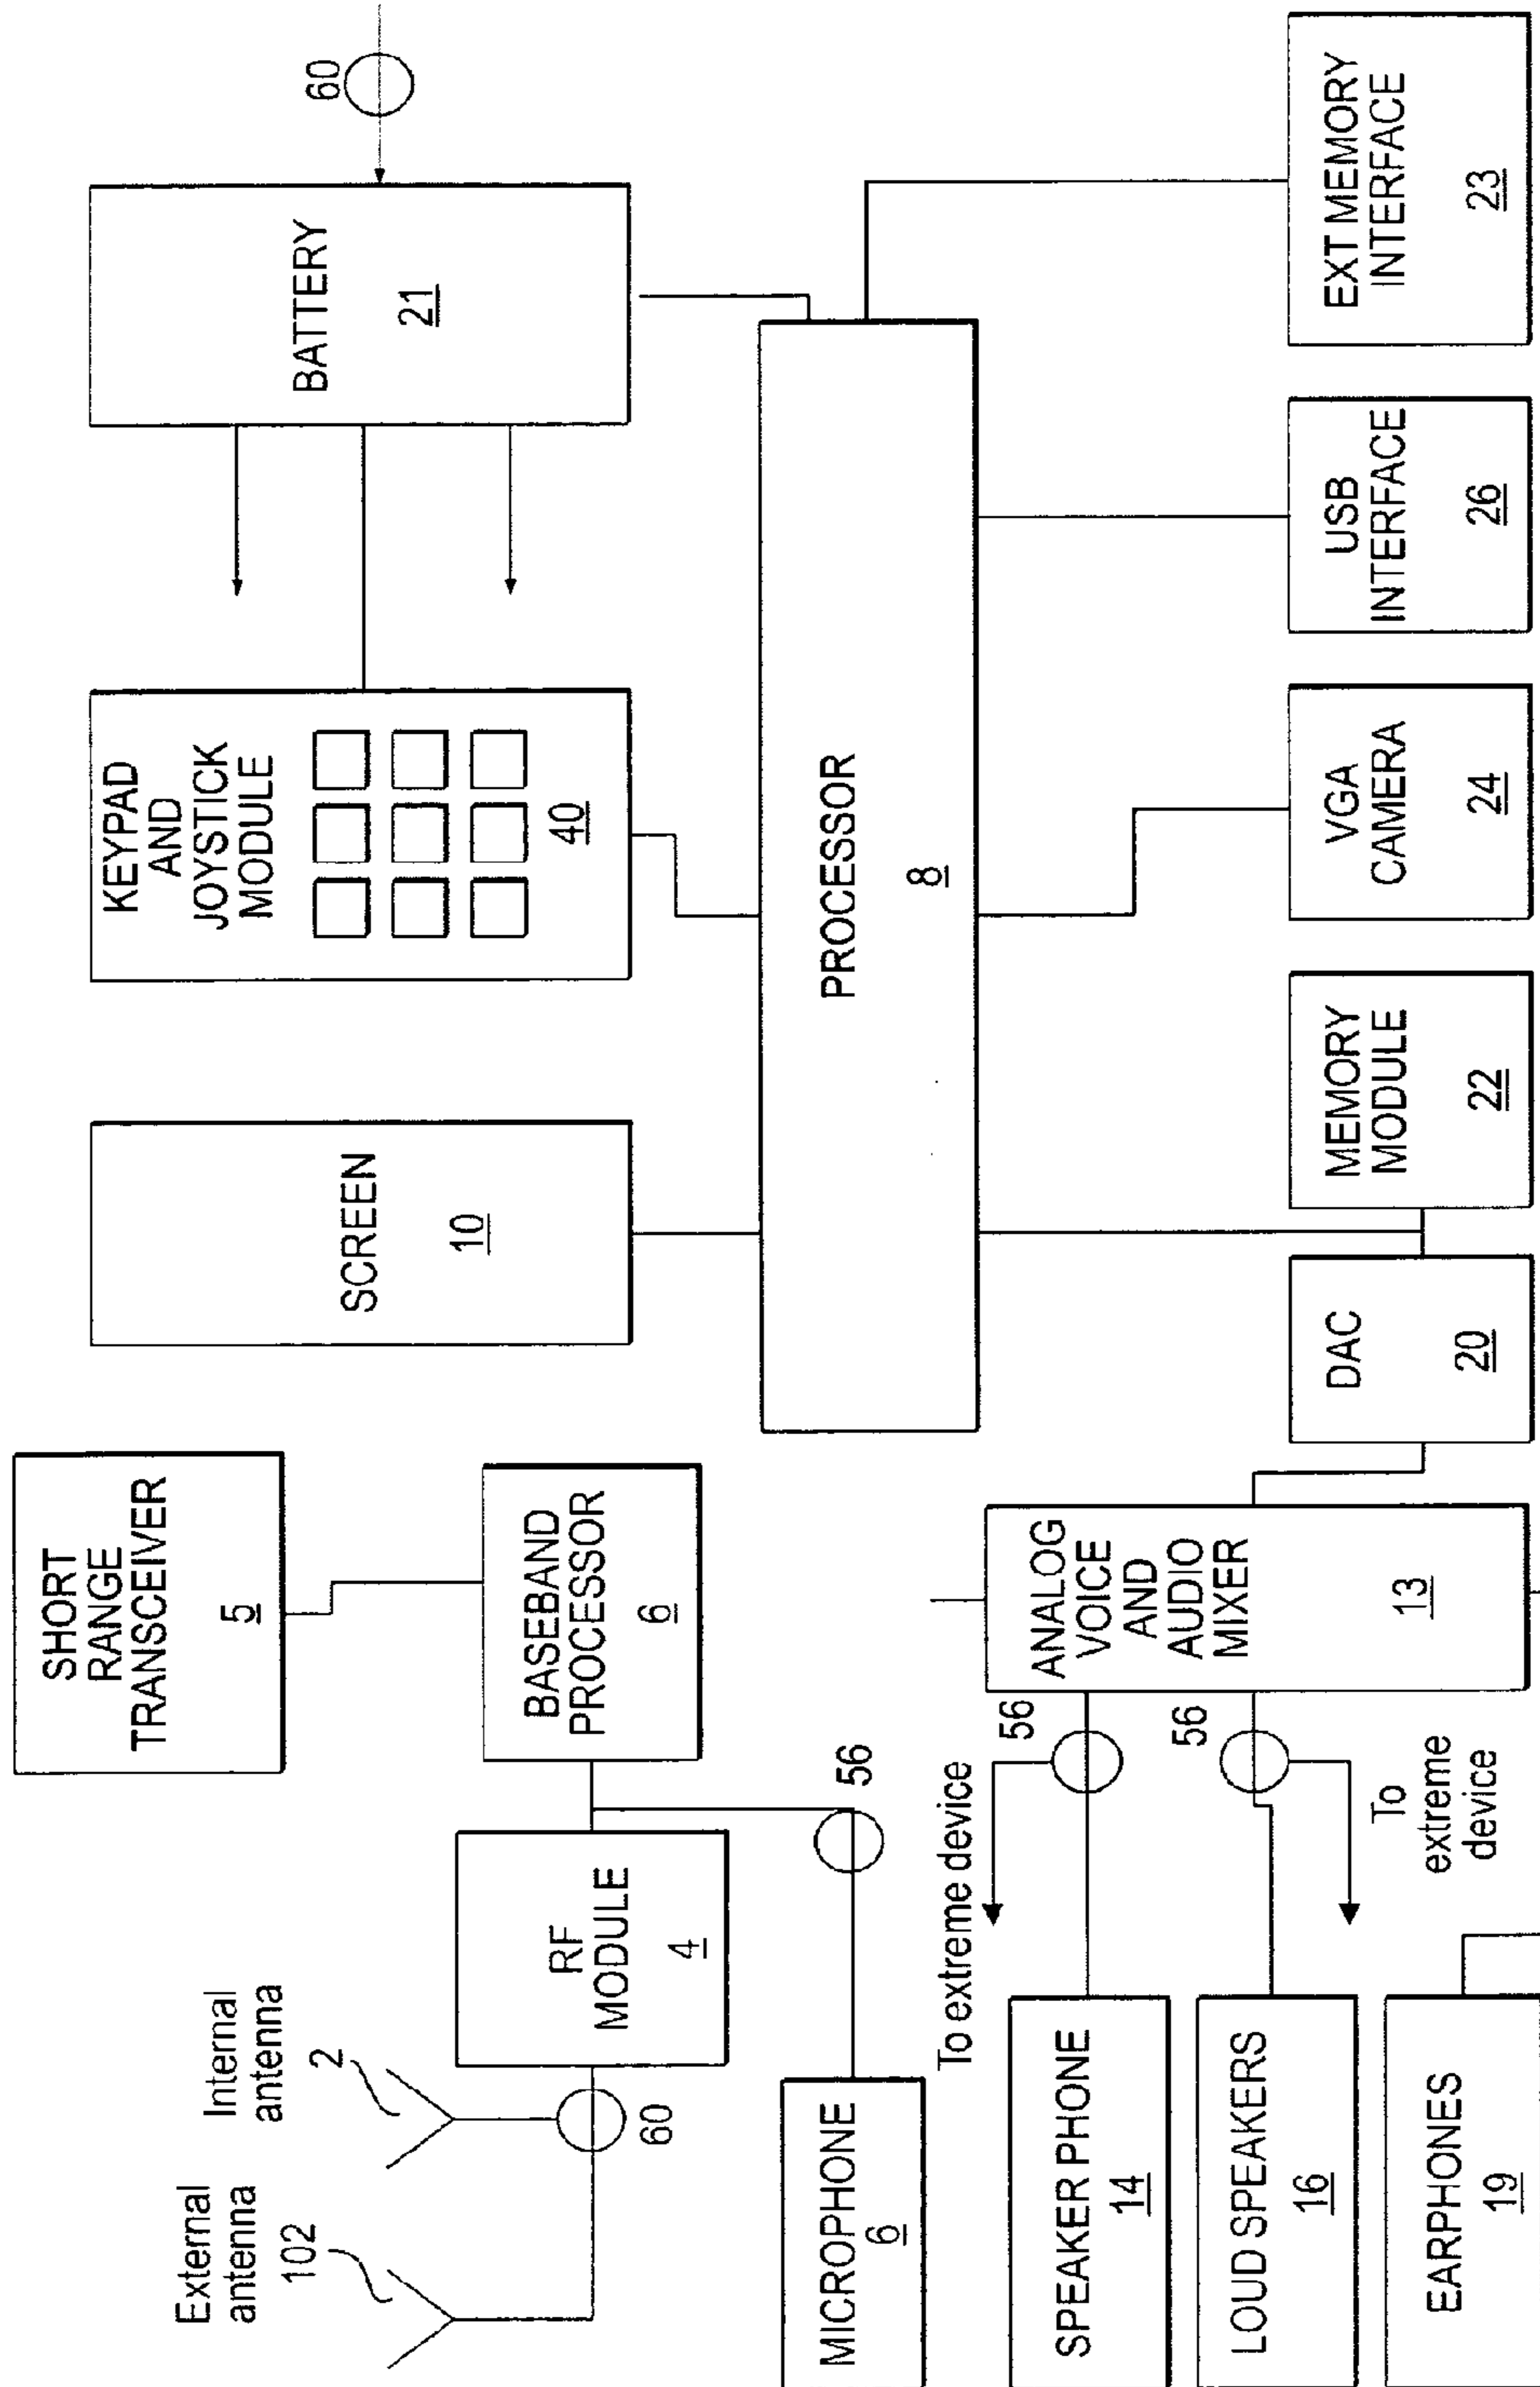 External
antenna
102
Internal
antenna
2
60
RF
MODULE
4
SHORT
RANGE
TRANSCEIVER
5
BASEBAND
PROCESSOR
6
MICROPHONE
6
56
SCREEN
10
KEYPAD
AND
JOYSTICK
MODULE
40
BATTERY
21
60
PROCESSOR
8
To extreme device
56
SPEAKER PHONE
14
56
To
extreme
device
LOUD SPEAKERS
16
EARPHONES
19
ANALOG
VOICE
AND
AUDIO
MIXER
13
DAC
20
MEMORY
MODULE
22
VGA
CAMERA
24
USB
INTERFACE
26
EXT MEMORY
INTERFACE
23